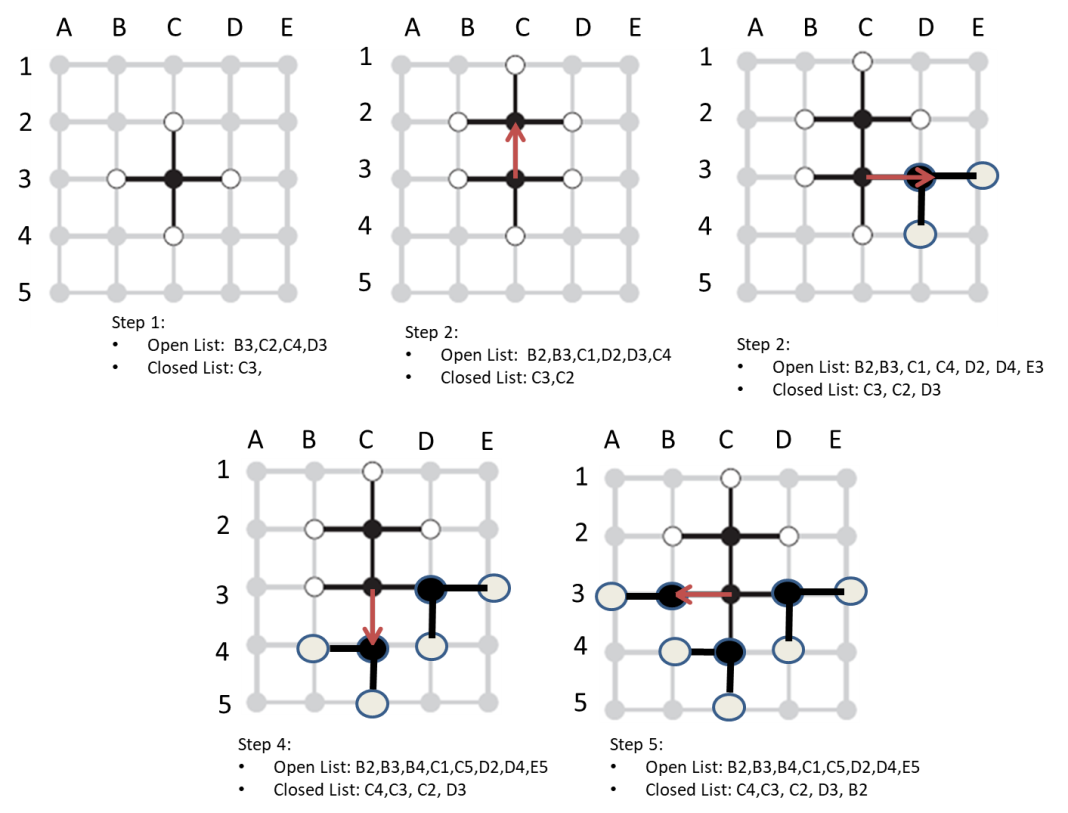 A B C D E
1
2
3
4
5
Step 1:
• Open List: B3,C2,C4,D3
• Closed List: C3,
A B C D E
1
2
3
4
5
Step 2:
• Open List: B2,B3,C1,D2,D3,C4
• Closed List: C3,C2
A B C D E
1
2
3
4
5
Step 2:
• Open List: B2,B3, C1, C4, D2, D4, E3
• Closed List: C3, C2, D3
A B C D E
1
2
3
4
5
Step 4:
• Open List: B2,B3,B4,C1,C5,D2,D4,E5
• Closed List: C4,C3, C2, D3
A B C D E
1
2
3
4
5
Step 5:
• Open List: B2,B3,B4,C1,C5,D2,D4,E5
• Closed List: C4,C3, C2, D3, B2